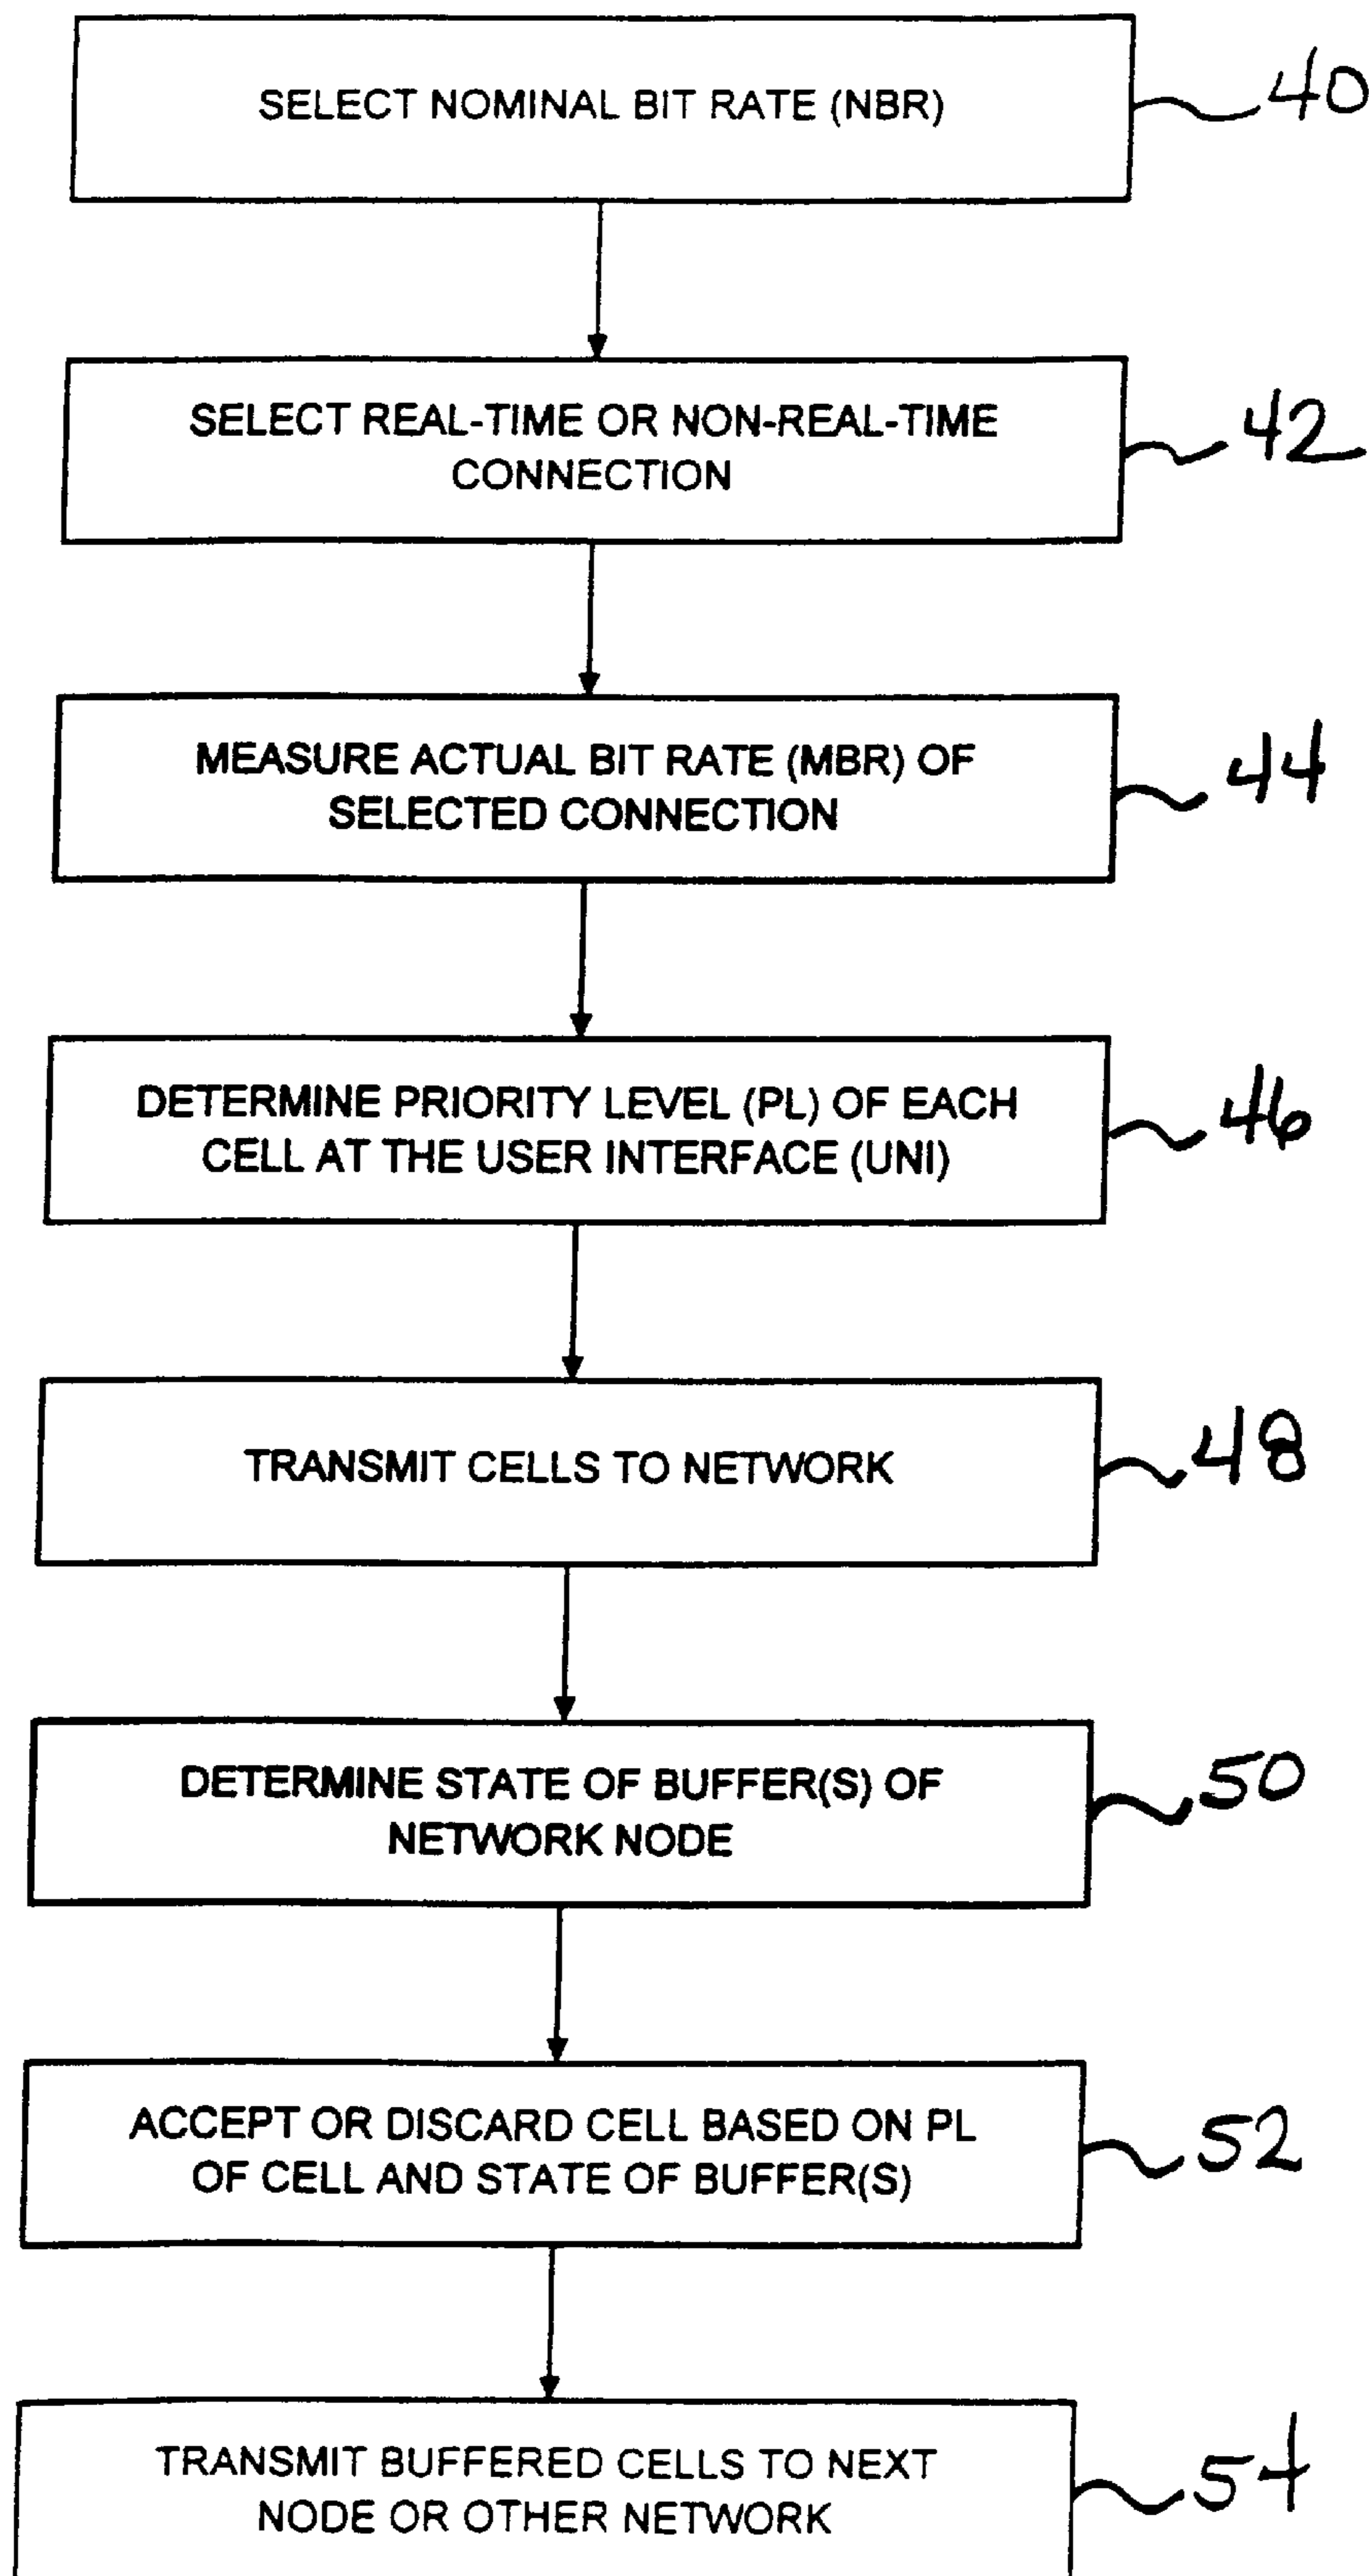 SELECT NOMINAL BIT RATE (NBR)
40
SELECT REAL-TIME OR NON-REAL-TIME
CONNECTION
42
MEASURE ACTUAL BIT RATE (MBR) OF
SELECTED CONNECTION
44
DETERMINE PRIORITY LEVEL (PL) OF EACH
CELL AT THE USER INTERFACE (UNI)
46
TRANSMIT CELLS TO NETWORK
48
DETERMINE STATE OF BUFFER(S) OF
NETWORK NODE
50
ACCEPT OR DISCARD CELL BASED ON PL
OF CELL AND STATE OF BUFFER(S)
52
TRANSMIT BUFFERED CELLS TO NEXT
NODE OR OTHER NETWORK
54